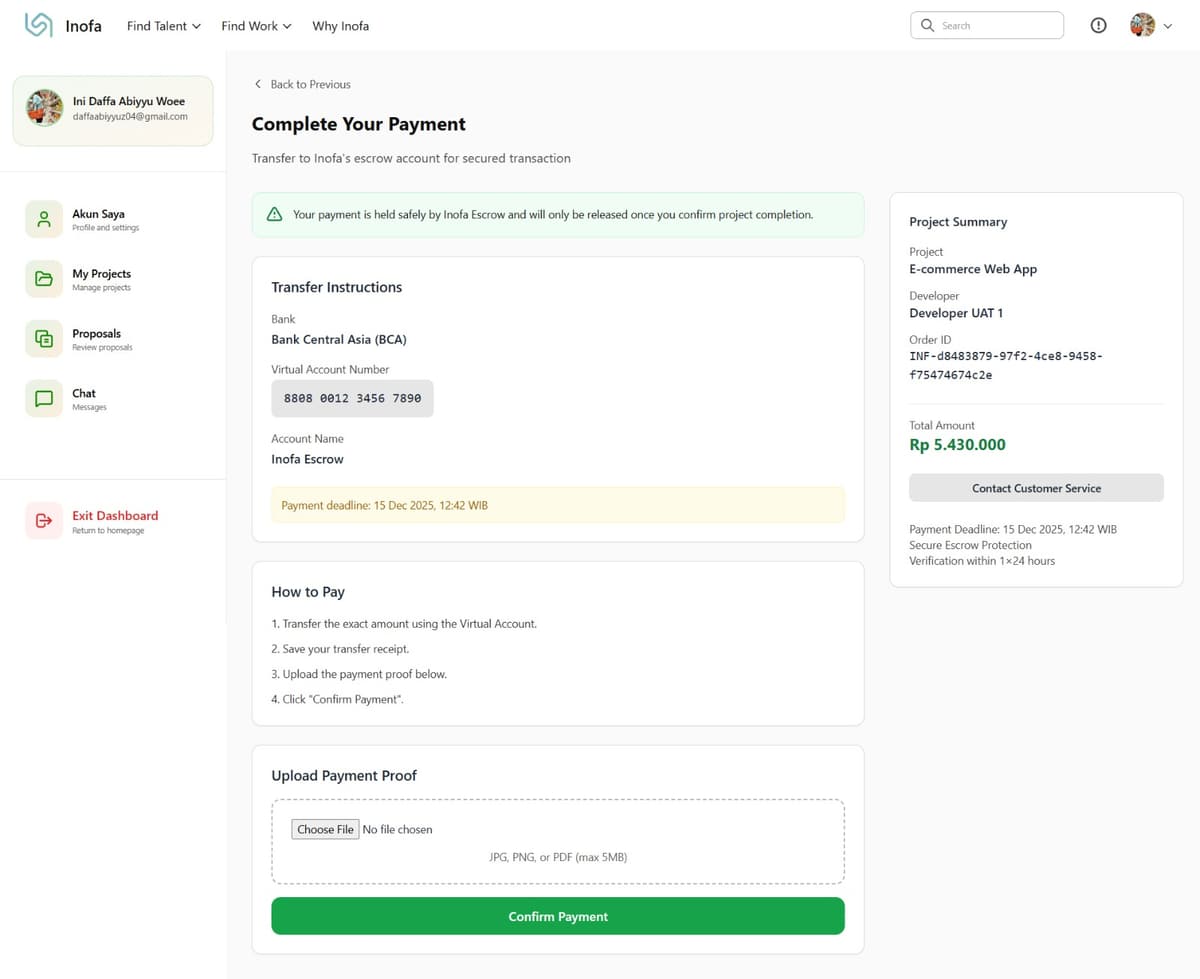 Inofa
Find Talent
Find Work
Why Inofa
Search
Ini Daffa Abiyyu Woee
daffaabiyyuz04@gmail.com
Akun Saya
Profile and settings
My Projects
Manage projects
Proposals
Review proposals
Chat
Messages
Exit Dashboard
Return to homepage
Back to Previous
Complete Your Payment
Transfer to Inofa's escrow account for secured transaction
Your payment is held safely by Inofa Escrow and will only be released once you confirm project completion.
Transfer Instructions
Bank
Bank Central Asia (BCA)
Virtual Account Number
8808 0012 3456 7890
Account Name
Inofa Escrow
Payment deadline: 15 Dec 2025, 12:42 WIB
How to Pay
1. Transfer the exact amount using the Virtual Account.
2. Save your transfer receipt.
3. Upload the payment proof below.
4. Click "Confirm Payment".
Upload Payment Proof
Choose File No file chosen
JPG, PNG, or PDF (max 5MB)
Confirm Payment
Project Summary
Project
E-commerce Web App
Developer
Developer UAT 1
Order ID
INF-d8483879-97f2-4ce8-9458-
f75474674c2e
Total Amount
Rp 5.430.000
Contact Customer Service
Payment Deadline: 15 Dec 2025, 12:42 WIB
Secure Escrow Protection
Verification within 1×24 hours